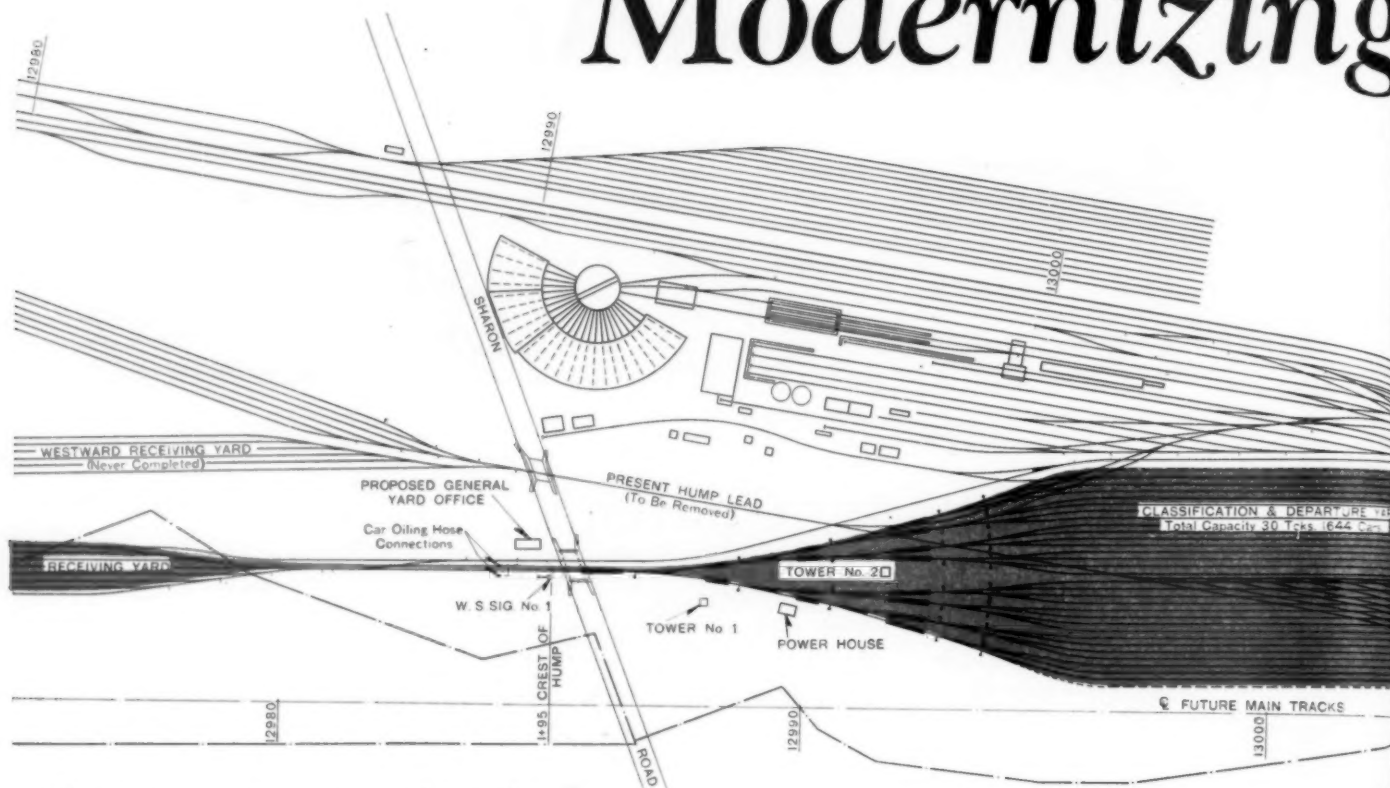 Modernizing
12980
12990
13000
SHARON
WESTWARD RECEIVING YARD
(Never Completed)
PRESENT HUMP LEAD
(To Be Removed)
PROPOSED GENERAL
YARD OFFICE
Car Oiling Hose
Connections
CLASSIFICATION & DEPARTURE
Total Capacity 30 Tcks. 1644 Cars
RECEIVING YARD
TOWER No. 2
W. S SIG. No. 1
TOWER No 1
POWER HOUSE
1+95 CREST OF
HUMP
12980
12990
℄ FUTURE MAIN TRACKS
13000
ROAD